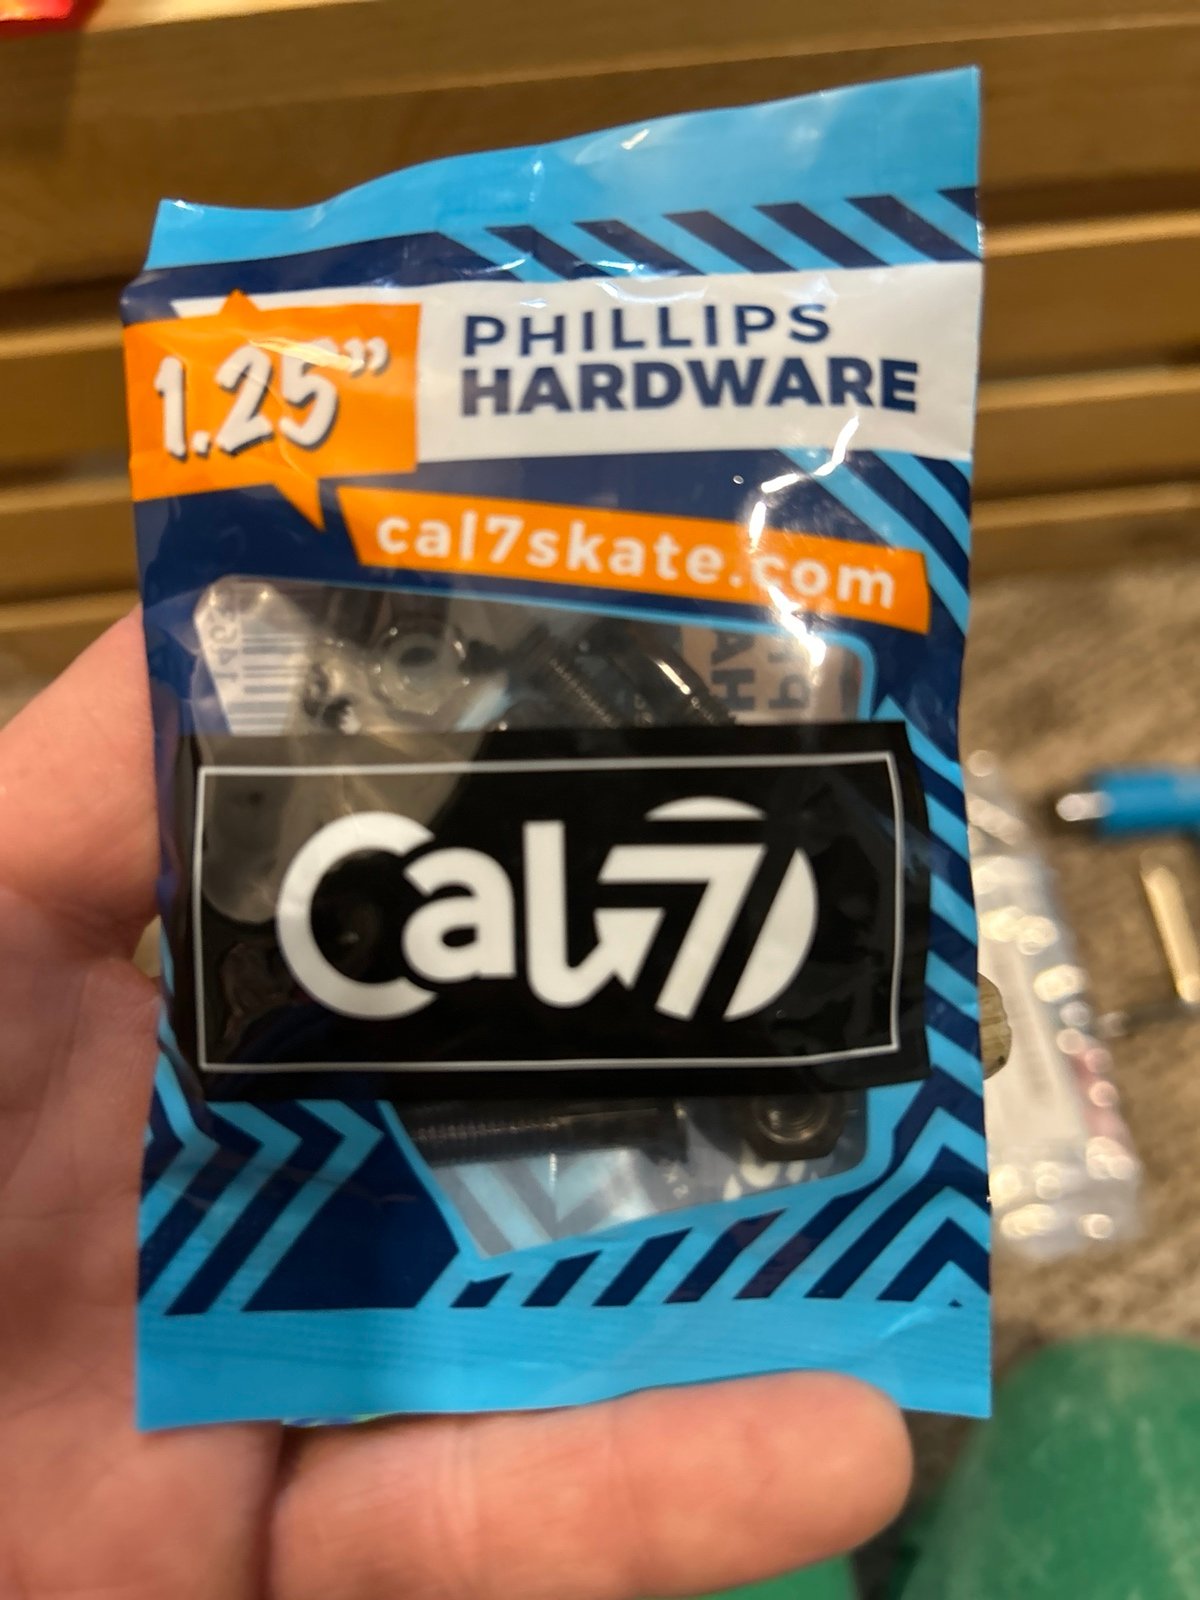 1.25”
PHILLIPS
HARDWARE
cal7skate.com
Cal7